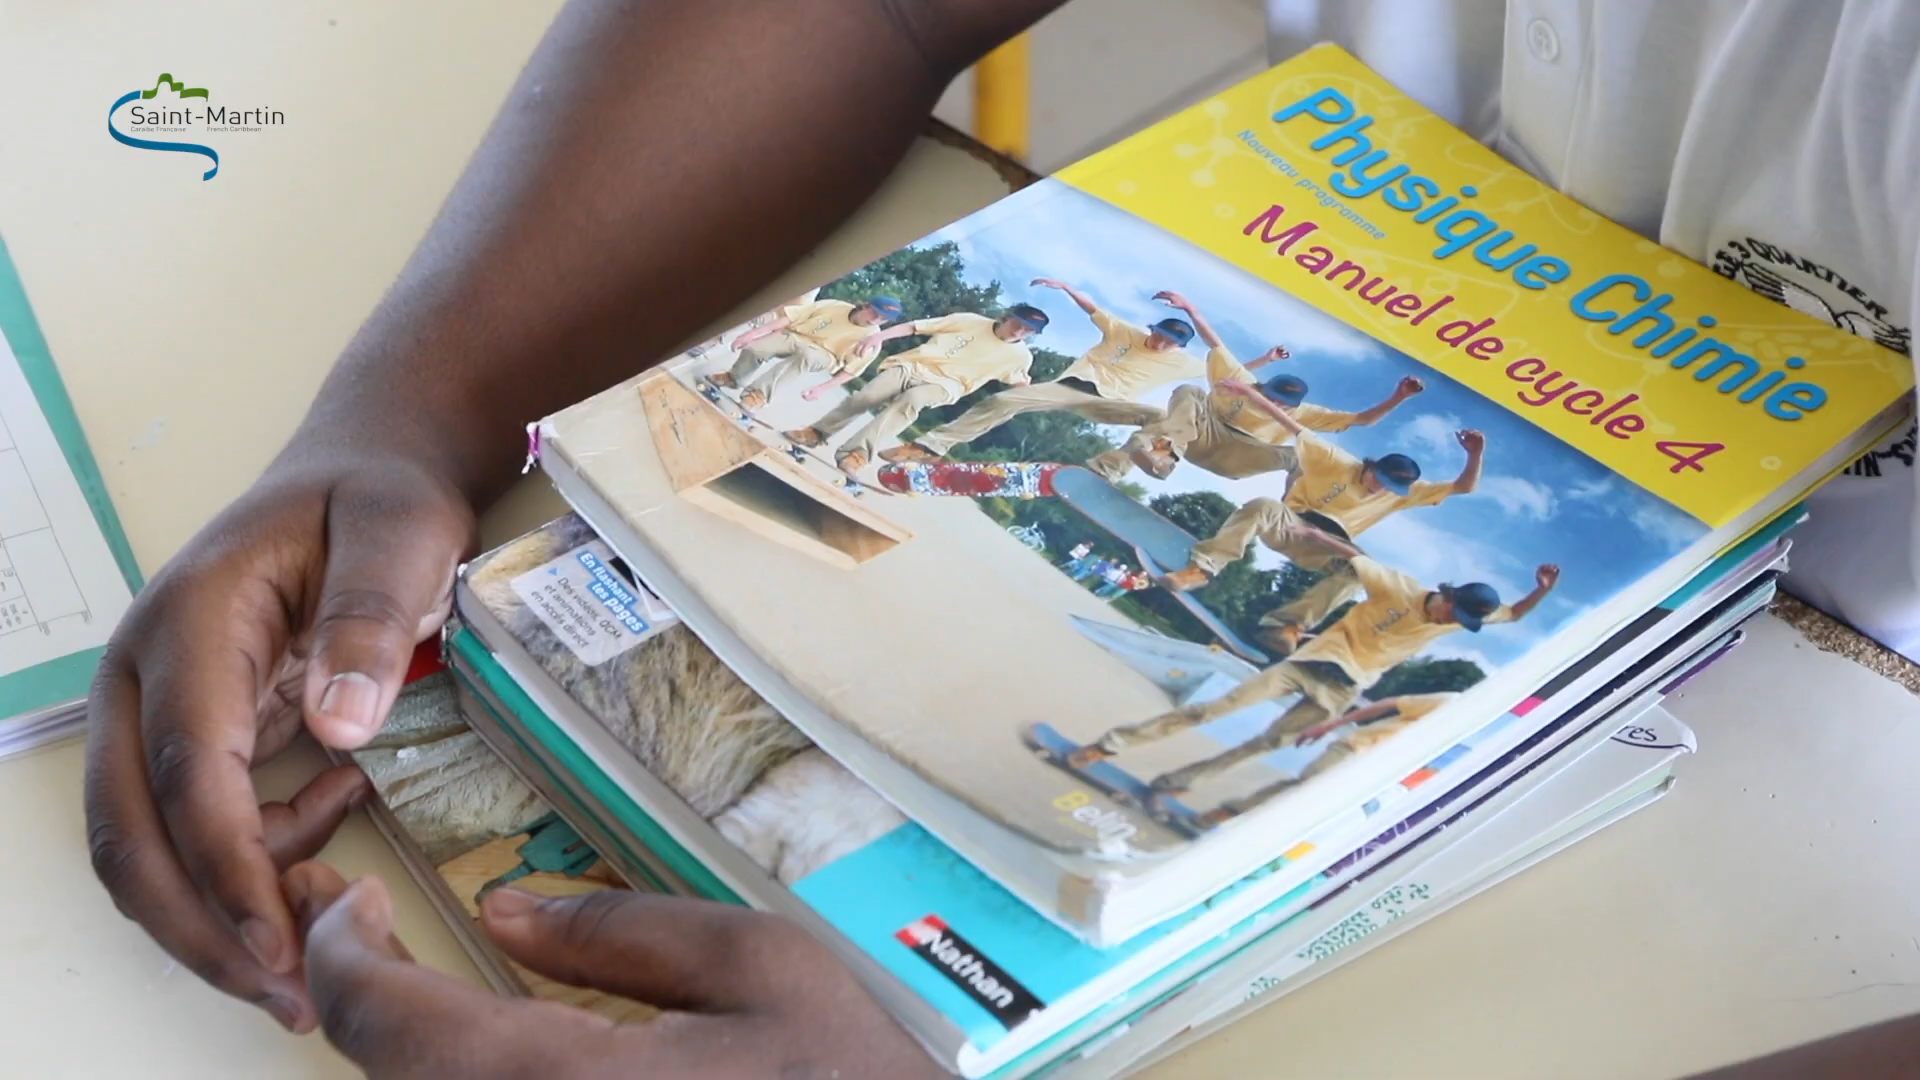 Saint-Martin
Caraïbe Française French Caribbean
Physique Chimie
Nouveau programme
Manuel de cycle 4
QUARTIER
En flashant
les pages
Des vidéos, QCM
et animations
en accès direct
Belin
Nathan